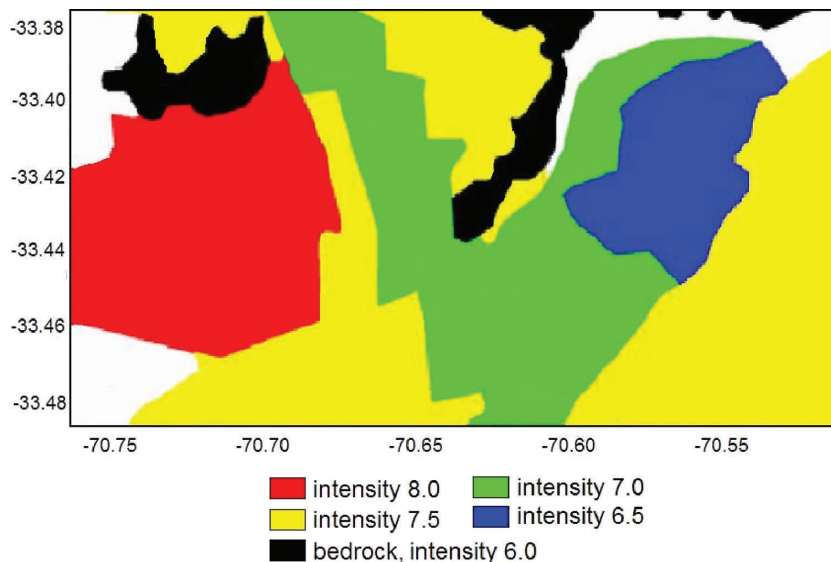 -33.38
-33.40
-33.42
-33.44
-33.46
-33.48
-70.75 -70.70 -70.65 -70.60 -70.55
intensity 8.0 intensity 7.0
intensity 7.5 intensity 6.5
bedrock, intensity 6.0